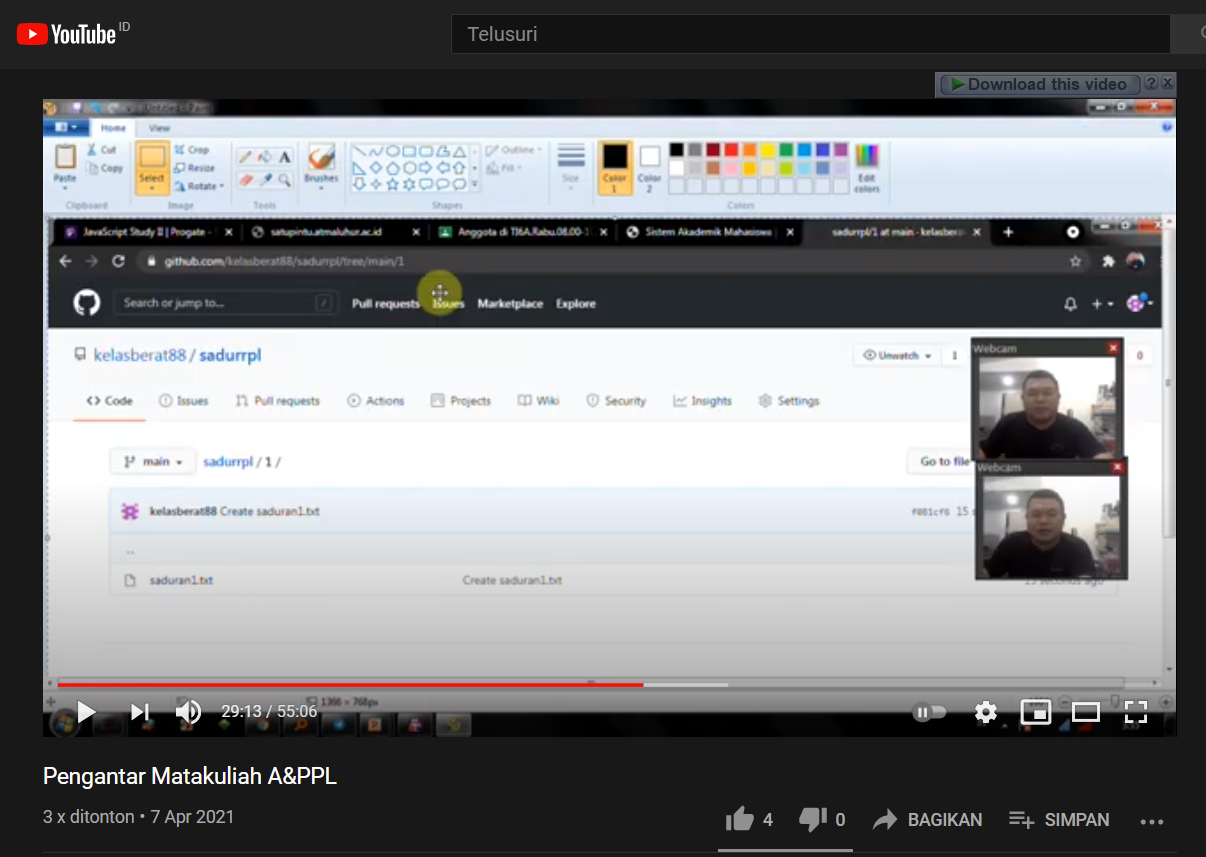 YouTube ID
Telusuri
Download this video ? X
Home View
Paste Cut Copy
Select Crop Resize Rotate
Brushes
Outline Fill
Size
Color 1 Color 2 Edit colors
Clipboard Image Tools Shapes Colors
JavaScript Study II | Progate - satupintu.atmaluhur.ac.id Anggota di TI6A.Rabu.08.00-1 Sistem Akademik Mahasiswa sadurrpl/1 at main · kelasbera
github.com/kelasberat88/sadurrpl/tree/main/1
Search or jump to... / Pull requests Issues Marketplace Explore
kelasberat88 / sadurrpl Unwatch 1 0
Webcam
Code Issues Pull requests Actions Projects Wiki Security Insights Settings
main sadurrpl / 1 / Go to file
Webcam
kelasberat88 Create saduran1.txt f081cf6 15
..
saduran1.txt Create saduran1.txt 15 seconds ago
1366 × 768px
29:13 / 55:06
Pengantar Matakuliah A&PPL
3 x ditonton • 7 Apr 2021
4 0 BAGIKAN SIMPAN